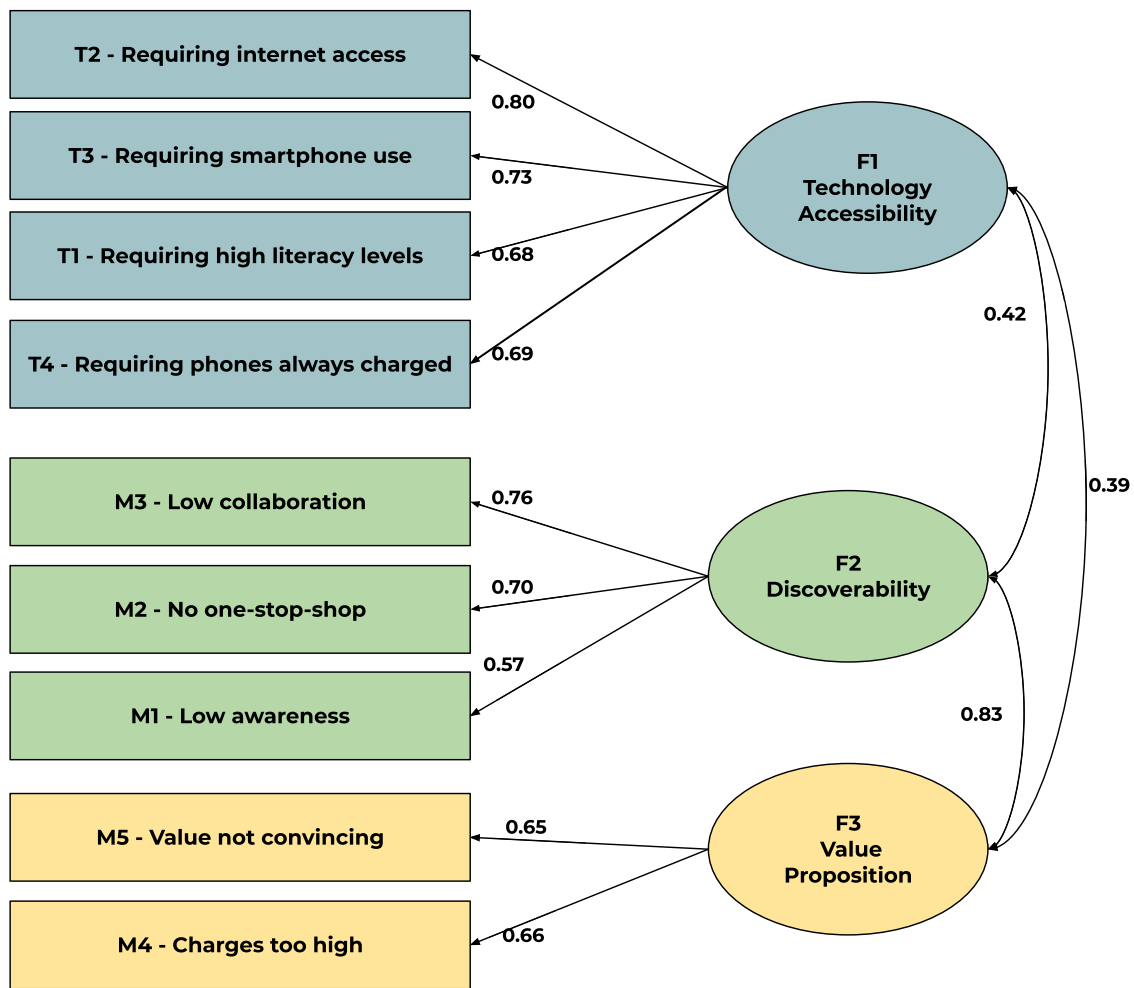 T2 - Requiring internet access
0.80
T3 - Requiring smartphone use
0.73
T1 - Requiring high literacy levels
0.68
T4 - Requiring phones always charged
0.69
F1
Technology
Accessibility
0.42
0.39
M3 - Low collaboration
0.76
M2 - No one-stop-shop
0.70
M1 - Low awareness
0.57
F2
Discoverability
0.83
M5 - Value not convincing
0.65
M4 - Charges too high
0.66
F3
Value
Proposition